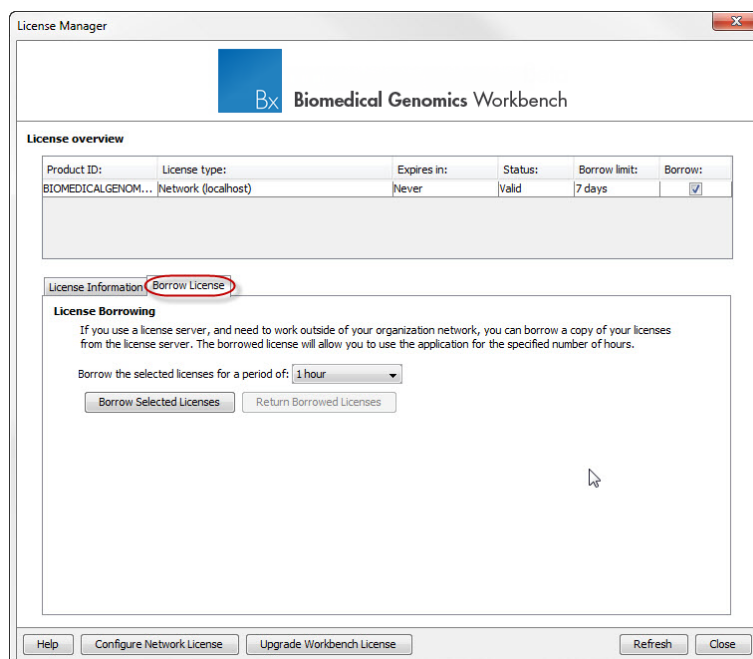 License Manager
Bx Biomedical Genomics Workbench
License overview
Product ID: License type: Expires in: Status: Borrow limit: Borrow:
BIOMEDICALGENOM... Network (localhost) Never Valid 7 days
License Information Borrow License
License Borrowing
If you use a license server, and need to work outside of your organization network, you can borrow a copy of your licenses
from the license server. The borrowed license will allow you to use the application for the specified number of hours.
Borrow the selected licenses for a period of: 1 hour
Borrow Selected Licenses Return Borrowed Licenses
Help Configure Network License Upgrade Workbench License Refresh Close